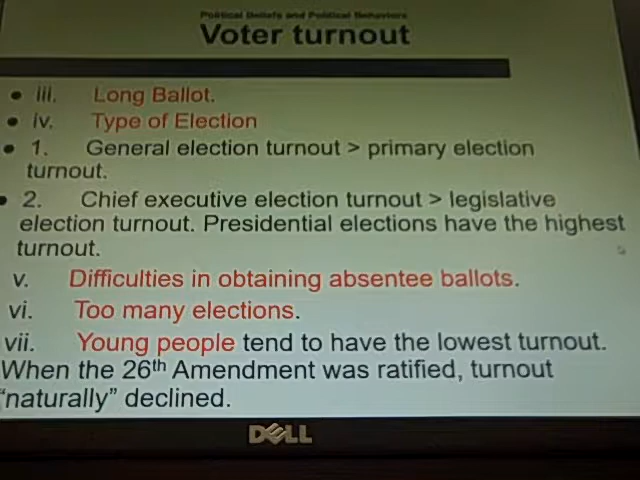 Political Beliefs and Political Behaviors
Voter turnout
• iii. Long Ballot.
• iv. Type of Election
• 1. General election turnout > primary election
turnout.
• 2. Chief executive election turnout > legislative
election turnout. Presidential elections have the highest
turnout.
v. Difficulties in obtaining absentee ballots.
vi. Too many elections.
vii. Young people tend to have the lowest turnout.
When the 26th Amendment was ratified, turnout
"naturally" declined.
DELL